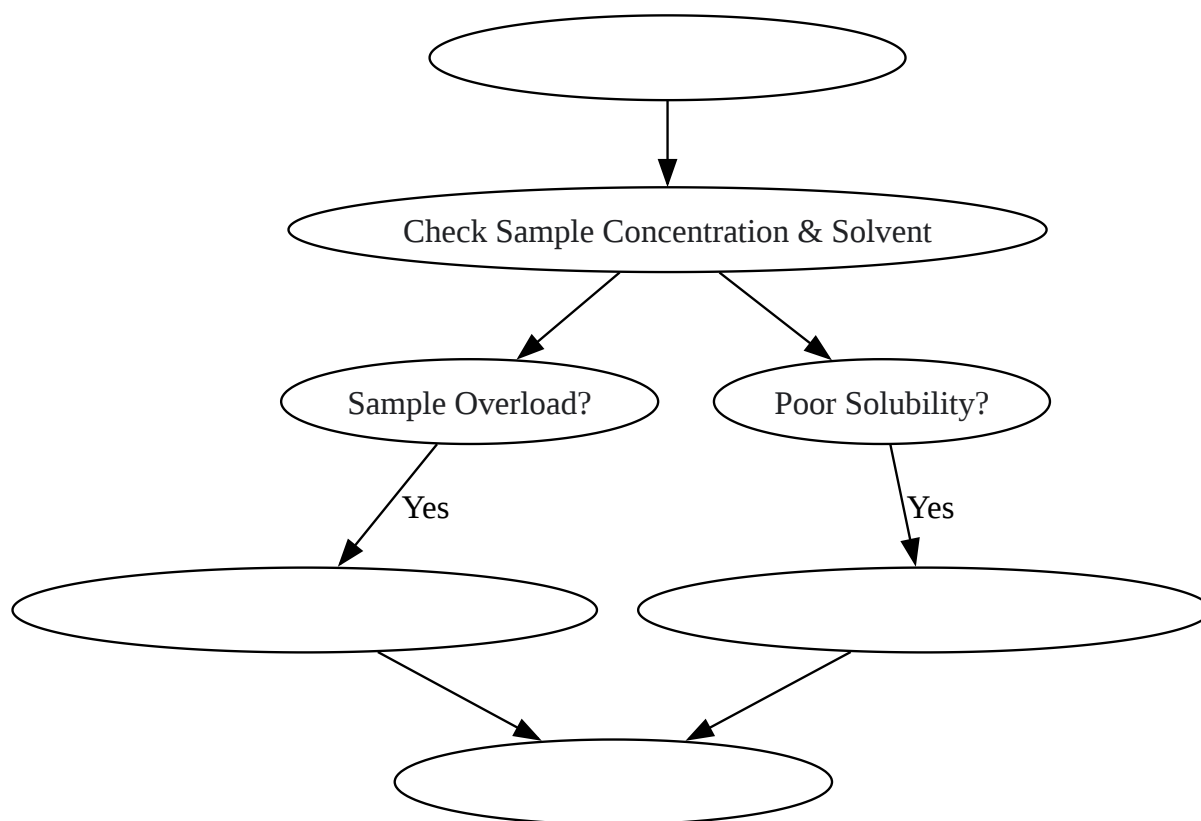 Check Sample Concentration & Solvent
Sample Overload?
Poor Solubility?
Yes
Yes